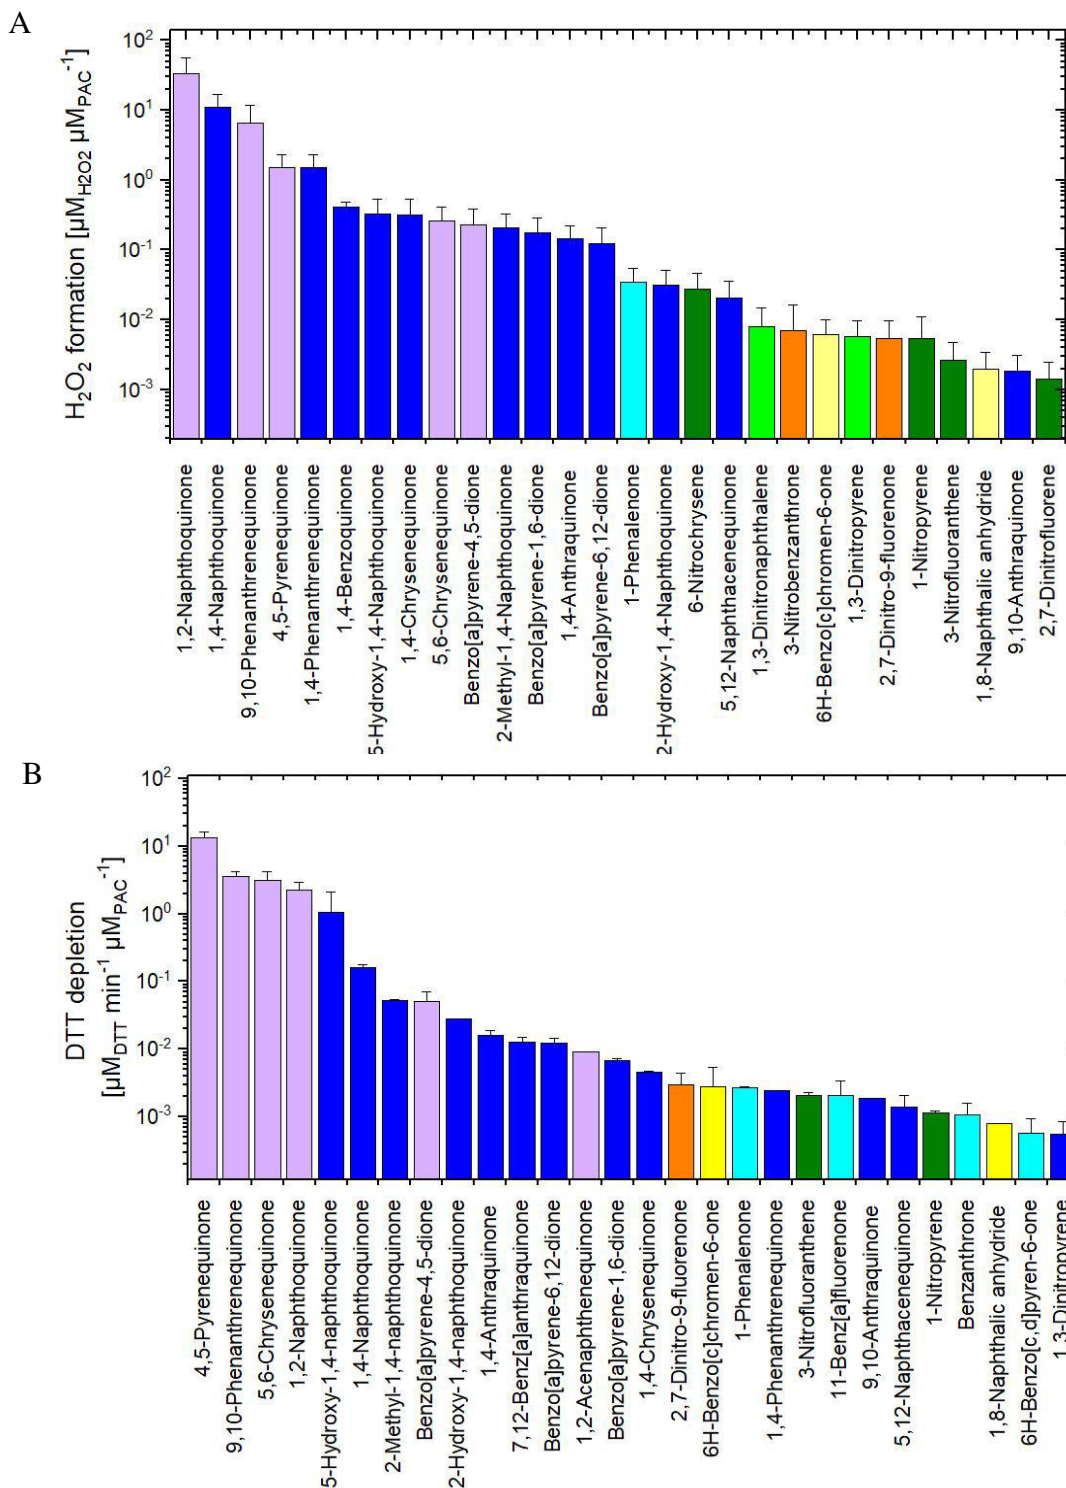 A
H₂O₂ formation [µM_H2O2 µM_PAC⁻¹]
10²
10¹
10⁰
10⁻¹
10⁻²
10⁻³
1,2-Naphthoquinone
1,4-Naphthoquinone
9,10-Phenanthrenequinone
4,5-Pyrenequinone
1,4-Phenanthrenequinone
1,4-Benzoquinone
5-Hydroxy-1,4-Naphthoquinone
1,4-Chrysenequinone
5,6-Chrysenequinone
Benzo[a]pyrene-4,5-dione
2-Methyl-1,4-Naphthoquinone
Benzo[a]pyrene-1,6-dione
1,4-Anthraquinone
Benzo[a]pyrene-6,12-dione
1-Phenalenone
2-Hydroxy-1,4-Naphthoquinone
6-Nitrochrysene
5,12-Naphthacenequinone
1,3-Dinitronaphthalene
3-Nitrobenzanthrone
6H-Benzo[c]chromen-6-one
1,3-Dinitropyrene
2,7-Dinitro-9-fluorenone
1-Nitropyrene
3-Nitrofluoranthene
1,8-Naphthalic anhydride
9,10-Anthraquinone
2,7-Dinitrofluorene
B
DTT depletion
[µM_DTT min⁻¹ µM_PAC⁻¹]
10²
10¹
10⁰
10⁻¹
10⁻²
10⁻³
4,5-Pyrenequinone
9,10-Phenanthrenequinone
5,6-Chrysenequinone
1,2-Naphthoquinone
5-Hydroxy-1,4-naphthoquinone
1,4-Naphthoquinone
2-Methyl-1,4-naphthoquinone
Benzo[a]pyrene-4,5-dione
2-Hydroxy-1,4-naphthoquinone
1,4-Anthraquinone
7,12-Benz[a]anthraquinone
Benzo[a]pyrene-6,12-dione
1,2-Acenaphthenequinone
Benzo[a]pyrene-1,6-dione
1,4-Chrysenequinone
2,7-Dinitro-9-fluorenone
6H-Benzo[c]chromen-6-one
1-Phenalenone
1,4-Phenanthrenequinone
3-Nitrofluoranthene
11-Benz[a]fluorenone
9,10-Anthraquinone
5,12-Naphthacenequinone
1-Nitropyrene
Benzanthrone
1,8-Naphthalic anhydride
6H-Benzo[c,d]pyren-6-one
1,3-Dinitropyrene